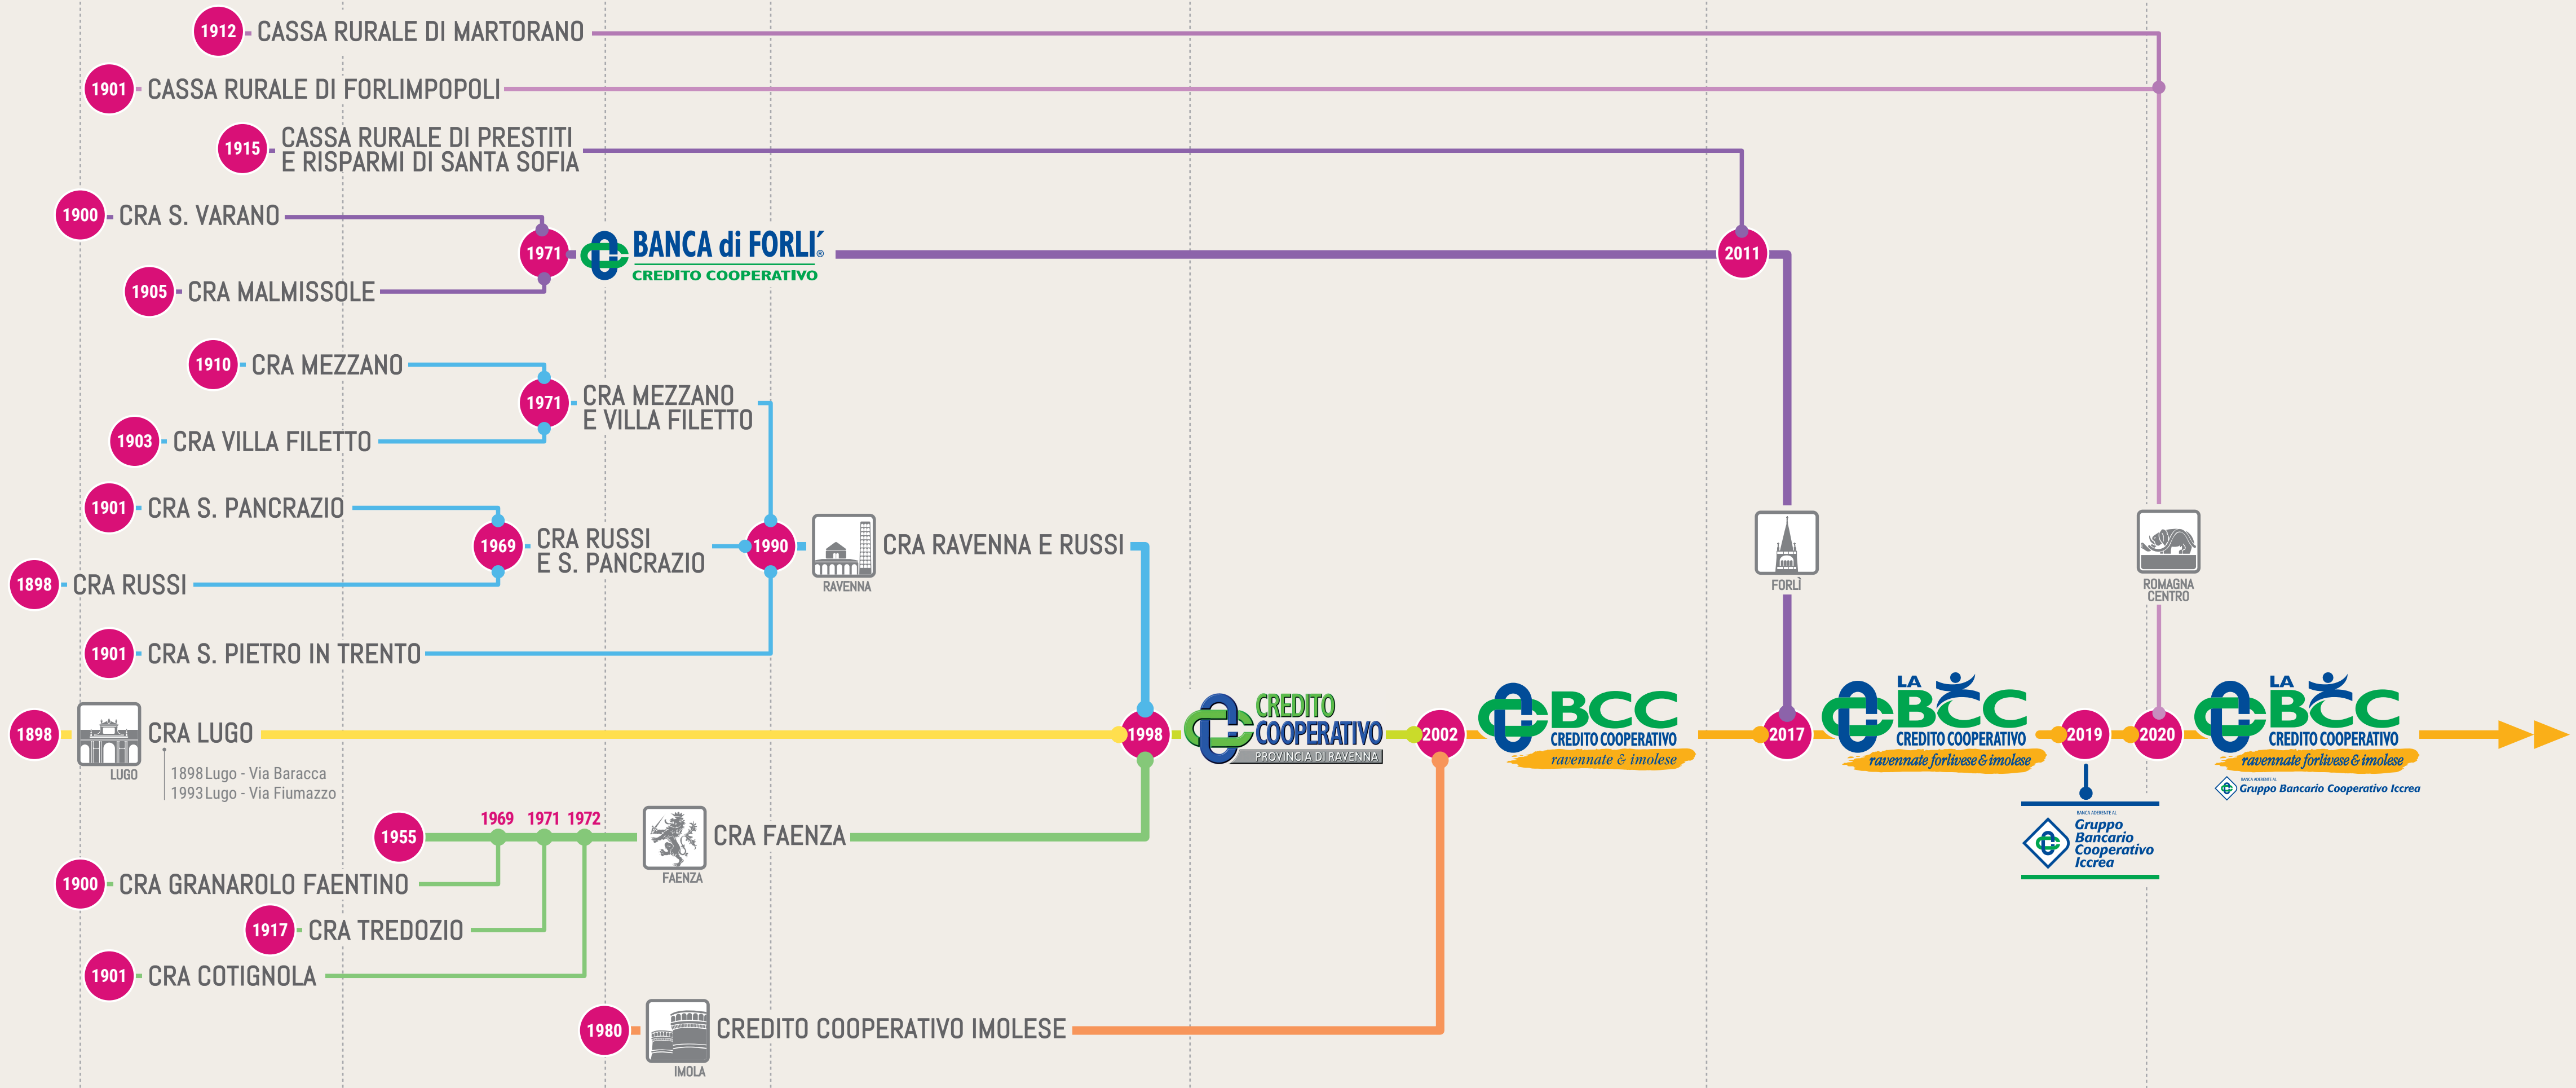 1912 CASSA RURALE DI MARTORANO
1901 CASSA RURALE DI FORLIMPOPOLI
1915 CASSA RURALE DI PRESTITI
E RISPARMI DI SANTA SOFIA
1900 CRA S. VARANO
1971 BANCA di FORLI´®
CREDITO COOPERATIVO
2011
1905 CRA MALMISSOLE
1910 CRA MEZZANO
1971 CRA MEZZANO
E VILLA FILETTO
1903 CRA VILLA FILETTO
1901 CRA S. PANCRAZIO
1969 CRA RUSSI
E S. PANCRAZIO
1990
RAVENNA
CRA RAVENNA E RUSSI
FORLÌ
ROMAGNA
CENTRO
1898 CRA RUSSI
1901 CRA S. PIETRO IN TRENTO
1898
LUGO
CRA LUGO
1898 Lugo - Via Baracca
1993 Lugo - Via Fiumazzo
1998
CREDITO
COOPERATIVO
PROVINCIA DI RAVENNA
2002
BCC
CREDITO COOPERATIVO
ravennate & imolese
2017
LA
BCC
CREDITO COOPERATIVO
ravennate forlivese & imolese
2019
BANCA ADERENTE AL
Gruppo
Bancario
Cooperativo
Iccrea
2020
LA
BCC
CREDITO COOPERATIVO
ravennate forlivese & imolese
BANCA ADERENTE AL
Gruppo Bancario Cooperativo Iccrea
1955
1969 1971 1972
FAENZA
CRA FAENZA
1900 CRA GRANAROLO FAENTINO
1917 CRA TREDOZIO
1901 CRA COTIGNOLA
1980
IMOLA
CREDITO COOPERATIVO IMOLESE